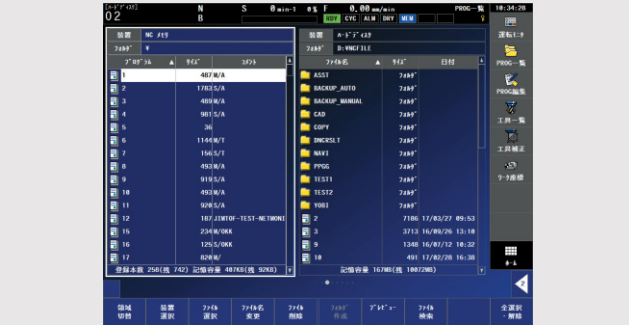 [ﾊｰﾄﾞﾃﾞｨｽｸ]
02
N S 0 min-1 0% F 0.00 mm/min PROG一覧 10:34:26
B RDY CYC ALM DRY MEM
装置 NC ﾒﾓﾘ
ﾌｫﾙﾀﾞ ¥
ﾌﾟﾛｸﾞﾗﾑ ▲ ｻｲｽﾞ ｺﾒﾝﾄ
1 487 W/A
2 1783 S/A
3 489 W/A
4 981 S/A
5 36
6 1144 W/T
7 156 S/T
8 493 W/A
9 919 S/A
10 493 W/A
11 920 S/A
12 187 JIMTOF-TEST-NETWONI
15 234 W/OKK
16 125 S/OKK
17 820 W/
登録本数 258(残 742) 記憶容量 407KB(残 92KB)
装置 ﾊｰﾄﾞﾃﾞｨｽｸ
ﾌｫﾙﾀﾞ D:¥NCFILE
ﾌｧｲﾙ名 ▲ ｻｲｽﾞ 日付
ASST ﾌｫﾙﾀﾞ
BACKUP_AUTO ﾌｫﾙﾀﾞ
BACKUP_MANUAL ﾌｫﾙﾀﾞ
CAD ﾌｫﾙﾀﾞ
COPY ﾌｫﾙﾀﾞ
DNCRSLT ﾌｫﾙﾀﾞ
NAVI ﾌｫﾙﾀﾞ
PPGG ﾌｫﾙﾀﾞ
TEST1 ﾌｫﾙﾀﾞ
TEST2 ﾌｫﾙﾀﾞ
YOBI ﾌｫﾙﾀﾞ
2 7186 17/03/27 09:53
3 3713 16/09/26 13:10
9 1348 16/07/12 10:32
10 491 17/02/28 16:38
記憶容量 167MB(残 10072MB)
運転ﾓﾆﾀ
PROG一覧
PROG編集
工具一覧
工具補正
ﾜｰｸ座標
ﾎｰﾑ
2
領域切替
装置選択
ﾌｧｲﾙ選択
ﾌｧｲﾙ名変更
ﾌｧｲﾙ削除
ﾌｫﾙﾀﾞ作成
ﾌﾟﾚﾋﾞｭｰ
ﾌｧｲﾙ検索
全選択・解除